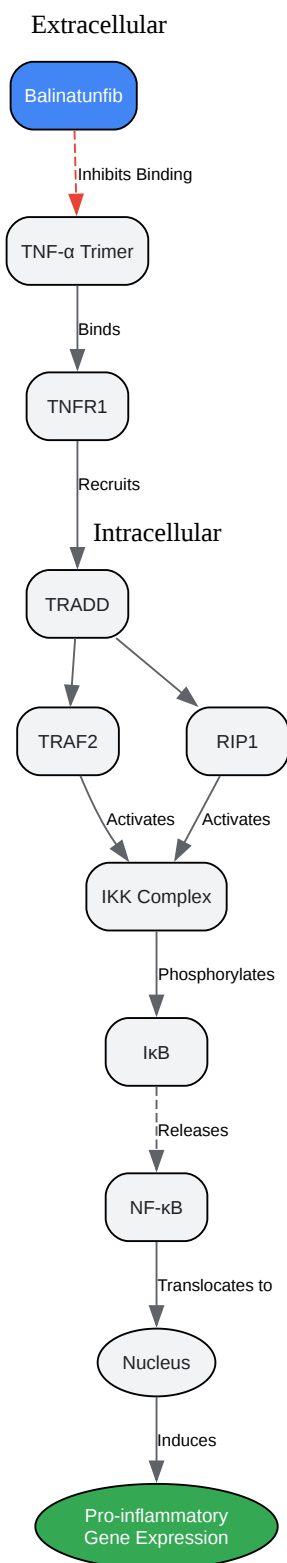 Extracellular
Balinatunfib
Inhibits Binding
TNF-α Trimer
Binds
TNFR1
Recruits
Intracellular
TRADD
TRAF2
RIP1
Activates
Activates
IKK Complex
Phosphorylates
IκB
Releases
NF-κB
Translocates to
Nucleus
Induces
Pro-inflammatory
Gene Expression